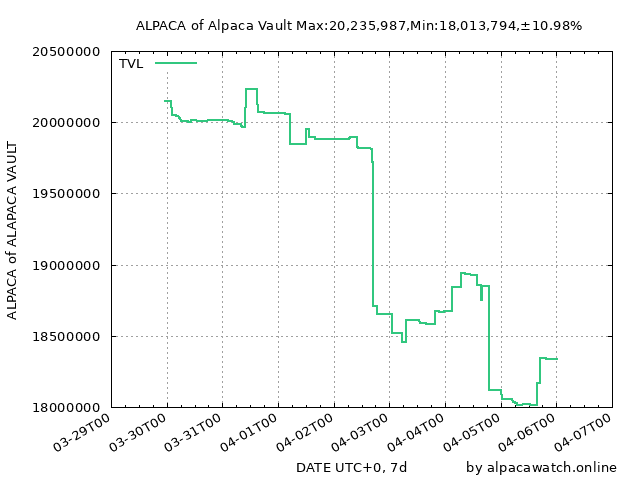 ALPACA of Alpaca Vault Max:20,235,987,Min:18,013,794,±10.98%
TVL
ALPACA of ALAPACA VAULT
20500000
20000000
19500000
19000000
18500000
18000000
03-29T00
03-30T00
03-31T00
04-01T00
04-02T00
04-03T00
04-04T00
04-05T00
04-06T00
04-07T00
DATE UTC+0, 7d
by alpacawatch.online